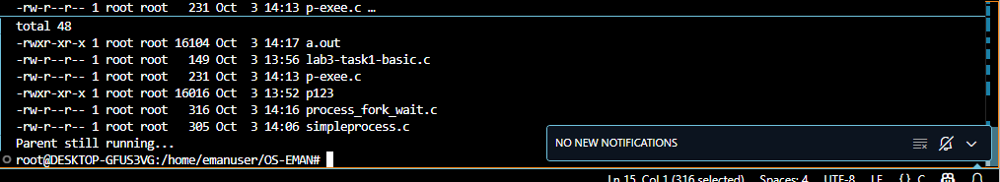 -rw-r--r-- 1 root root   231 Oct  3 14:13 p-exee.c …
total 48
-rwxr-xr-x 1 root root 16104 Oct  3 14:17 a.out
-rw-r--r-- 1 root root   149 Oct  3 13:56 lab3-task1-basic.c
-rw-r--r-- 1 root root   231 Oct  3 14:13 p-exee.c
-rwxr-xr-x 1 root root 16016 Oct  3 13:52 p123
-rw-r--r-- 1 root root   316 Oct  3 14:16 process_fork_wait.c
-rw-r--r-- 1 root root   305 Oct  3 14:06 simpleprocess.c
Parent still running...
NO NEW NOTIFICATIONS
root@DESKTOP-GFUS3VG:/home/emanuser/OS-EMAN#
Ln 15, Col 1 (316 selected) Spaces: 4 UTF-8 LF {} C